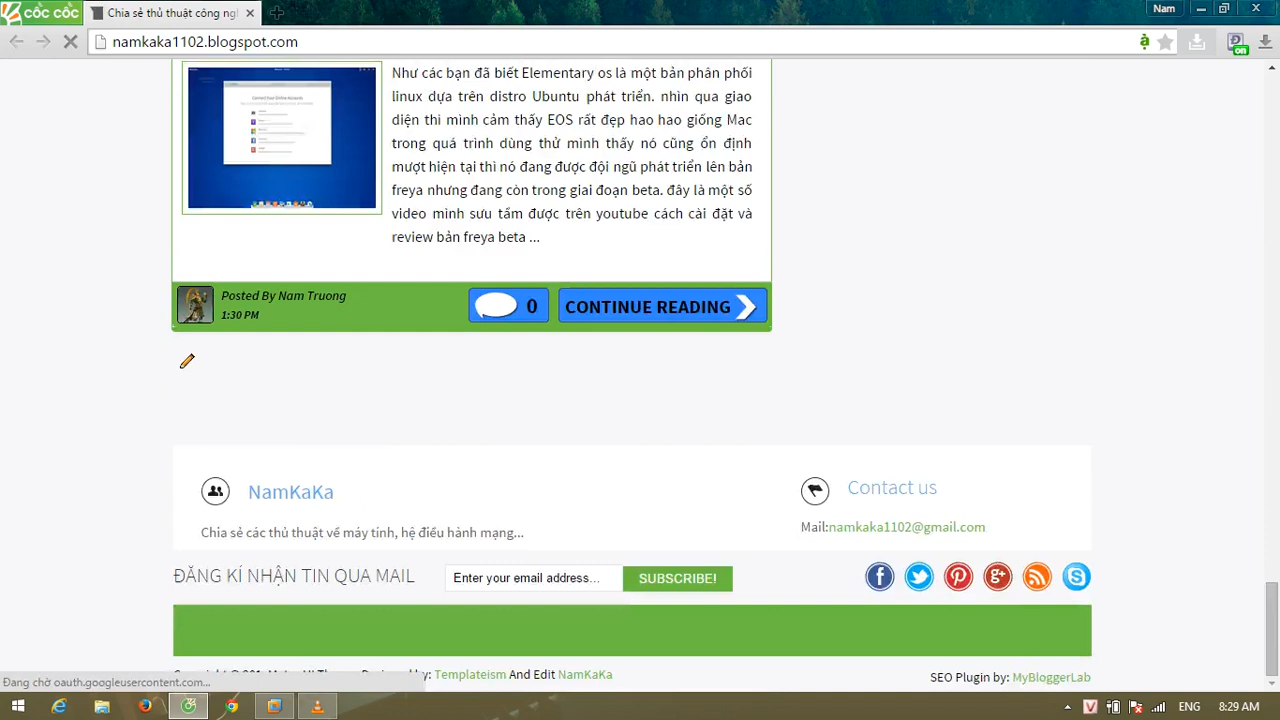 cốc cốc
Chia sẻ thủ thuật công ngh
Nam
namkaka1102.blogspot.com
on
Như các bạn đã biết Elementary os là một bản phân phối
linux dựa trên distro Ubuntu phát triển. nhìn qua giao
diện thì mình cảm thấy EOS rất đẹp hao hao giống Mac
trong quá trình dùng thử mình thấy nó cũng ổn định
mượt hiện tại thì nó đang được đội ngũ phát triển lên bản
freya nhưng đang còn trong giai đoạn beta. đây là một số
video mình sưu tầm được trên youtube cách cài đặt và
review bản freya beta ...
Posted By Nam Truong
1:30 PM
0
CONTINUE READING
NamKaKa
Chia sẻ các thủ thuật về máy tính, hệ điều hành mạng...
Contact us
Mail:namkaka1102@gmail.com
ĐĂNG KÍ NHẬN TIN QUA MAIL
Enter your email address...
SUBSCRIBE!
Templateism And Edit NamKaKa
SEO Plugin by: MyBloggerLab
Đang chờ oauth.googleusercontent.com...
ENG
8:29 AM